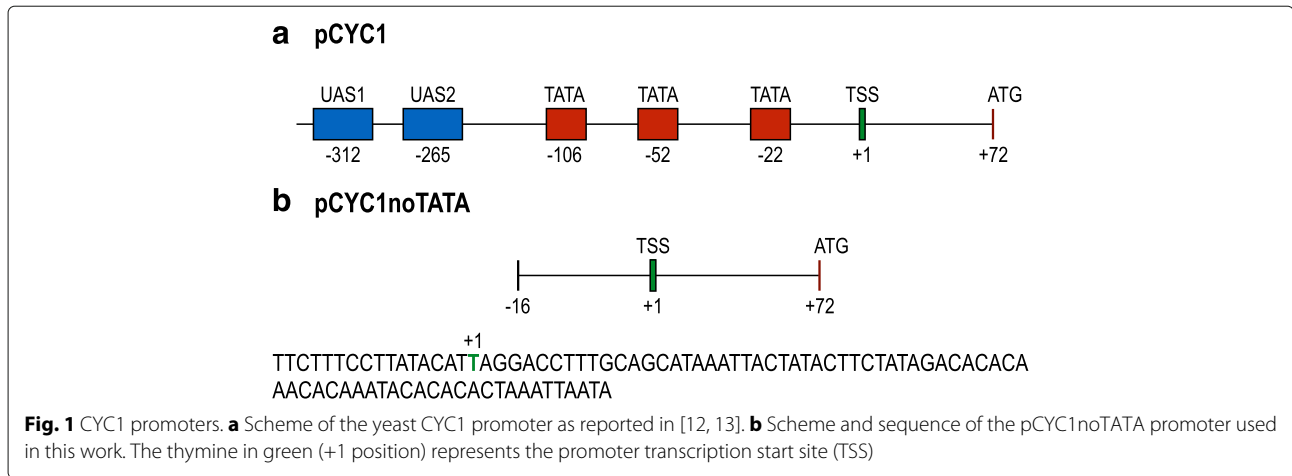 a pCYC1
UAS1 UAS2 TATA TATA TATA TSS ATG
-312 -265 -106 -52 -22 +1 +72
b pCYC1noTATA
TSS ATG
-16 +1 +72
+1
TTCTTTCCTTATACATTAGGACCTTTGCAGCATAAATTACTATACTTCTATAGACACACA
AACACAAATACACACACTAAATTAATA
Fig. 1 CYC1 promoters. a Scheme of the yeast CYC1 promoter as reported in [12, 13]. b Scheme and sequence of the pCYC1noTATA promoter used
in this work. The thymine in green (+1 position) represents the promoter transcription start site (TSS)